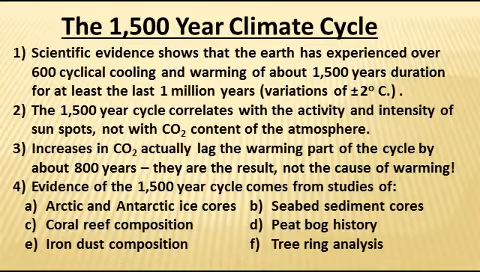 The 1,500 Year Climate Cycle
1) Scientific evidence shows that the earth has experienced over
600 cyclical cooling and warming of about 1,500 years duration
for at least the last 1 million years (variations of ±2º C.) .
2) The 1,500 year cycle correlates with the activity and intensity of
sun spots, not with CO₂ content of the atmosphere.
3) Increases in CO₂ actually lag the warming part of the cycle by
about 800 years – they are the result, not the cause of warming!
4) Evidence of the 1,500 year cycle comes from studies of:
a) Arctic and Antarctic ice cores b) Seabed sediment cores
c) Coral reef composition d) Peat bog history
e) Iron dust composition f) Tree ring analysis